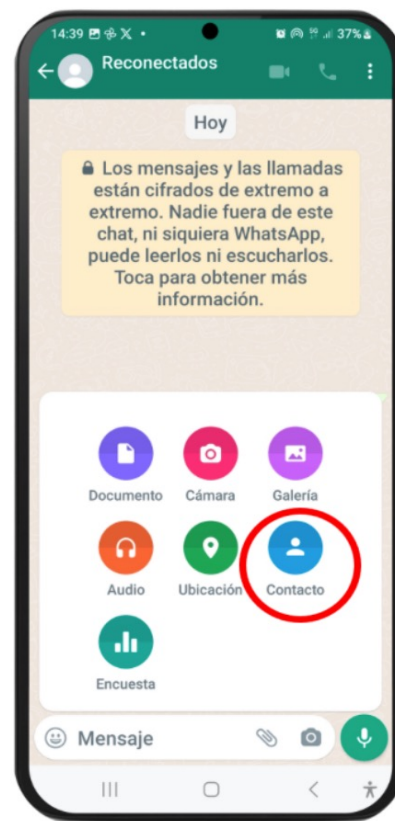 14:39 37%
Reconectados
Hoy
Los mensajes y las llamadas
están cifrados de extremo a
extremo. Nadie fuera de este
chat, ni siquiera WhatsApp,
puede leerlos ni escucharlos.
Toca para obtener más
información.
Documento Cámara Galería
Audio Ubicación Contacto
Encuesta
Mensaje